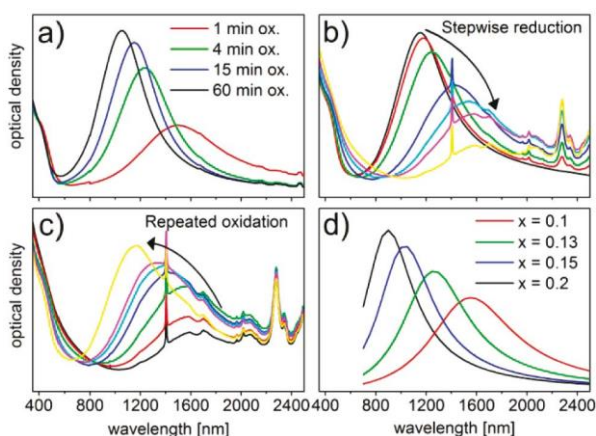 a)
1 min ox.
4 min ox.
15 min ox.
60 min ox.
optical density
b)
Stepwise reduction
c)
Repeated oxidation
optical density
400 800 1200 1600 2000 2400
wavelength [nm]
d)
x = 0.1
x = 0.13
x = 0.15
x = 0.2
400 800 1200 1600 2000 2400
wavelength [nm]